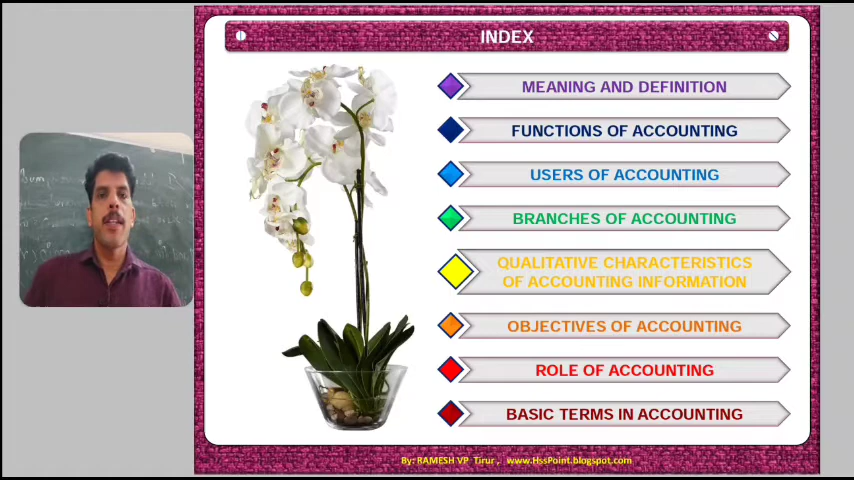 INDEX
MEANING AND DEFINITION
FUNCTIONS OF ACCOUNTING
USERS OF ACCOUNTING
BRANCHES OF ACCOUNTING
QUALITATIVE CHARACTERISTICS
OF ACCOUNTING INFORMATION
OBJECTIVES OF ACCOUNTING
ROLE OF ACCOUNTING
BASIC TERMS IN ACCOUNTING
By: RAMESH VP Tirur , www.HssPoint.blogspot.com